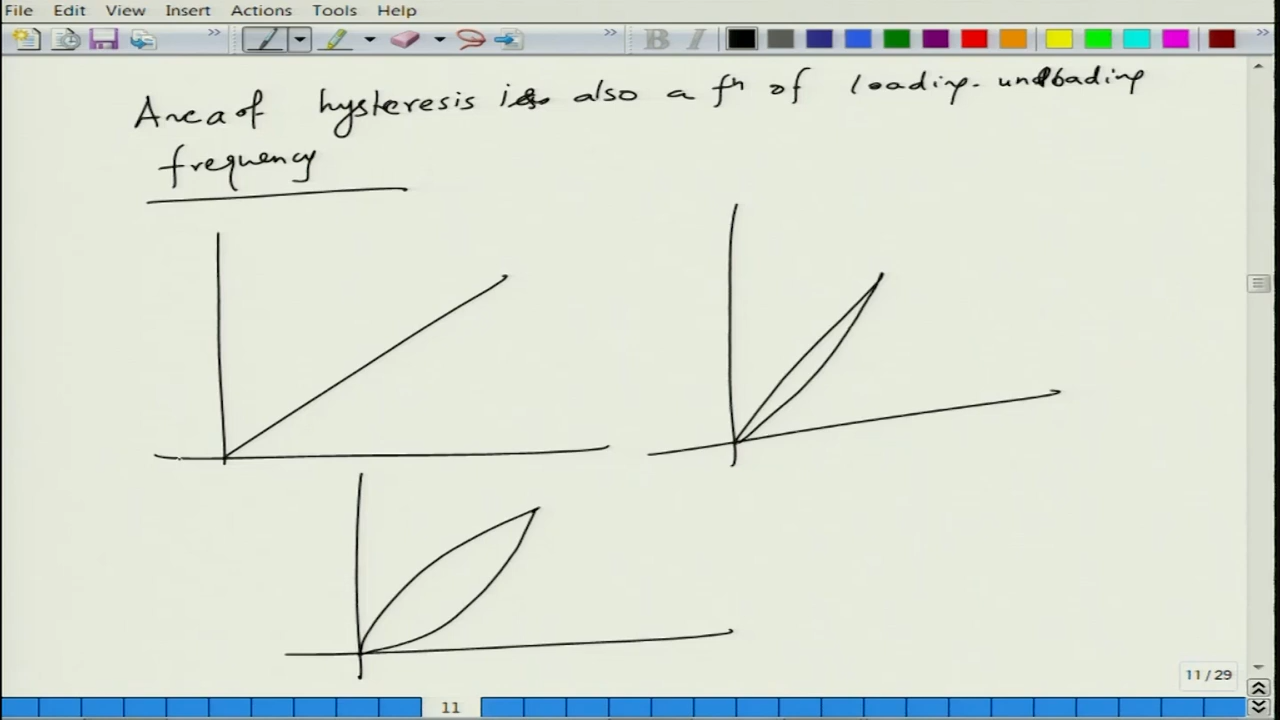 File Edit View Insert Actions Tools Help
B I
Area of hysteresis is also a fn of loading-unloading
frequency
11 / 29
11